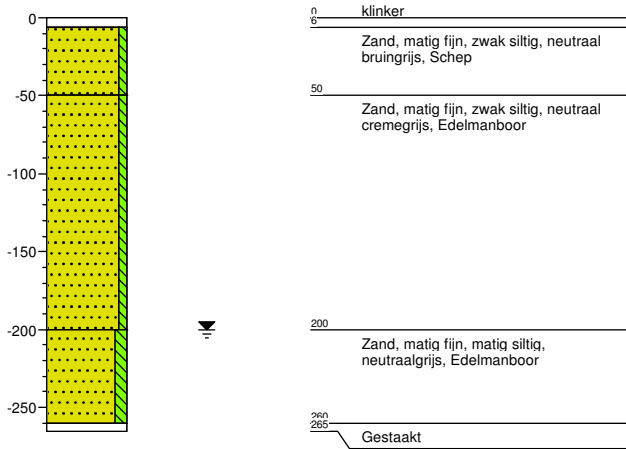 0
-50
-100
-150
-200
-250
0
klinker
6
Zand, matig fijn, zwak siltig, neutraal
bruingrijs, Schep
50
Zand, matig fijn, zwak siltig, neutraal
cremegrijs, Edelmanboor
200
Zand, matig fijn, matig siltig,
neutraalgrijs, Edelmanboor
260
265
Gestaakt